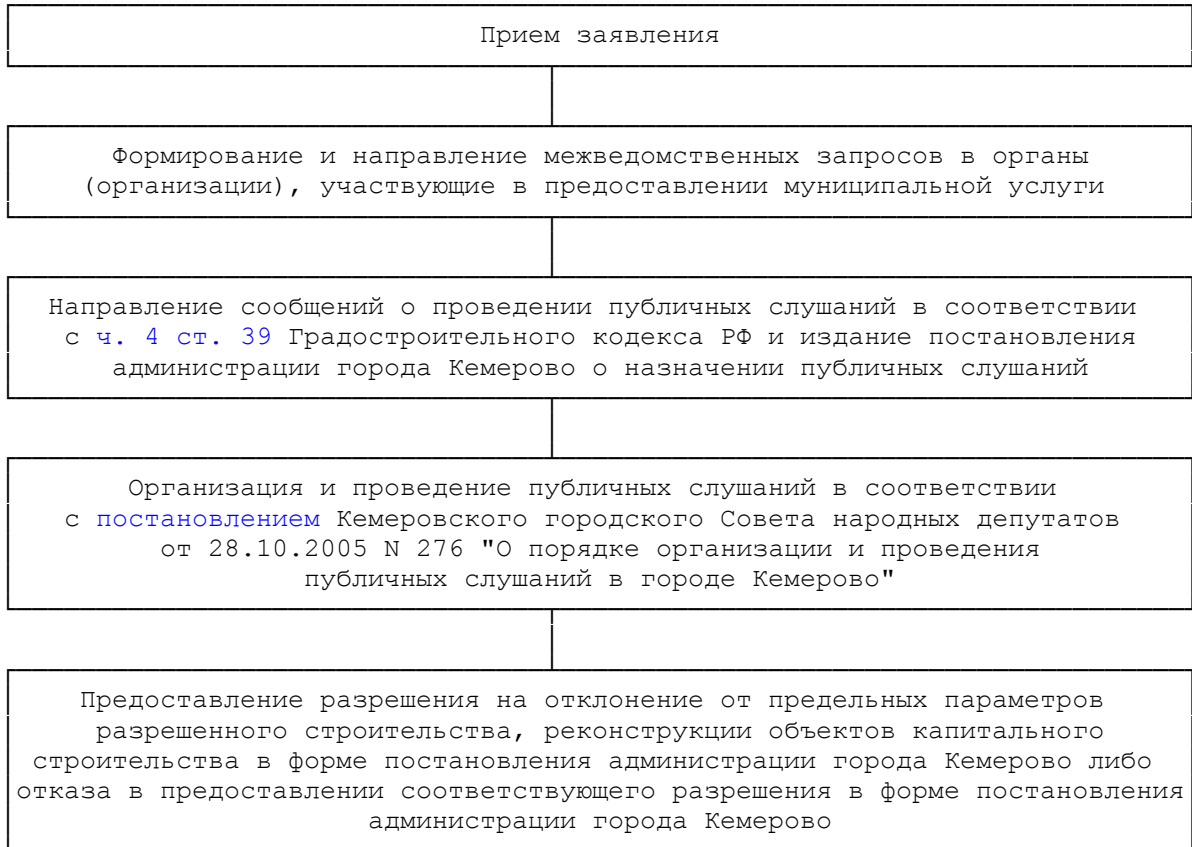 Прием заявления
Формирование и направление межведомственных запросов в органы
(организации), участвующие в предоставлении муниципальной услуги
Направление сообщений о проведении публичных слушаний в соответствии
с ч. 4 ст. 39 Градостроительного кодекса РФ и издание постановления
администрации города Кемерово о назначении публичных слушаний
Организация и проведение публичных слушаний в соответствии
с постановлением Кемеровского городского Совета народных депутатов
от 28.10.2005 N 276 "О порядке организации и проведения
публичных слушаний в городе Кемерово"
Предоставление разрешения на отклонение от предельных параметров
разрешенного строительства, реконструкции объектов капитального
строительства в форме постановления администрации города Кемерово либо
отказа в предоставлении соответствующего разрешения в форме постановления
администрации города Кемерово